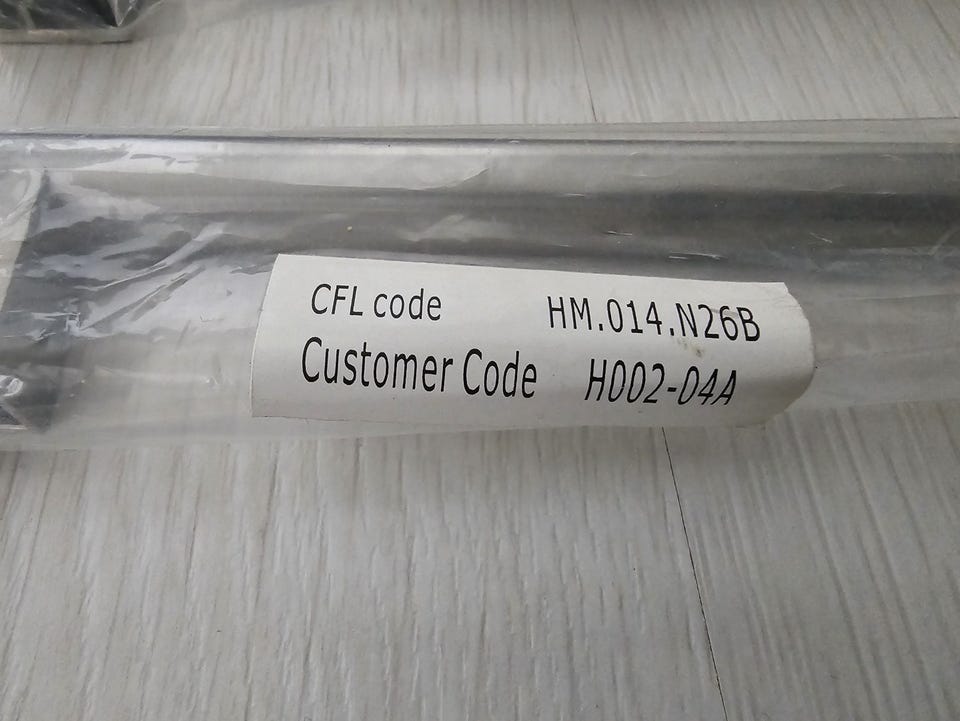 CFL code HM.014.N26B
Customer Code H002-04A